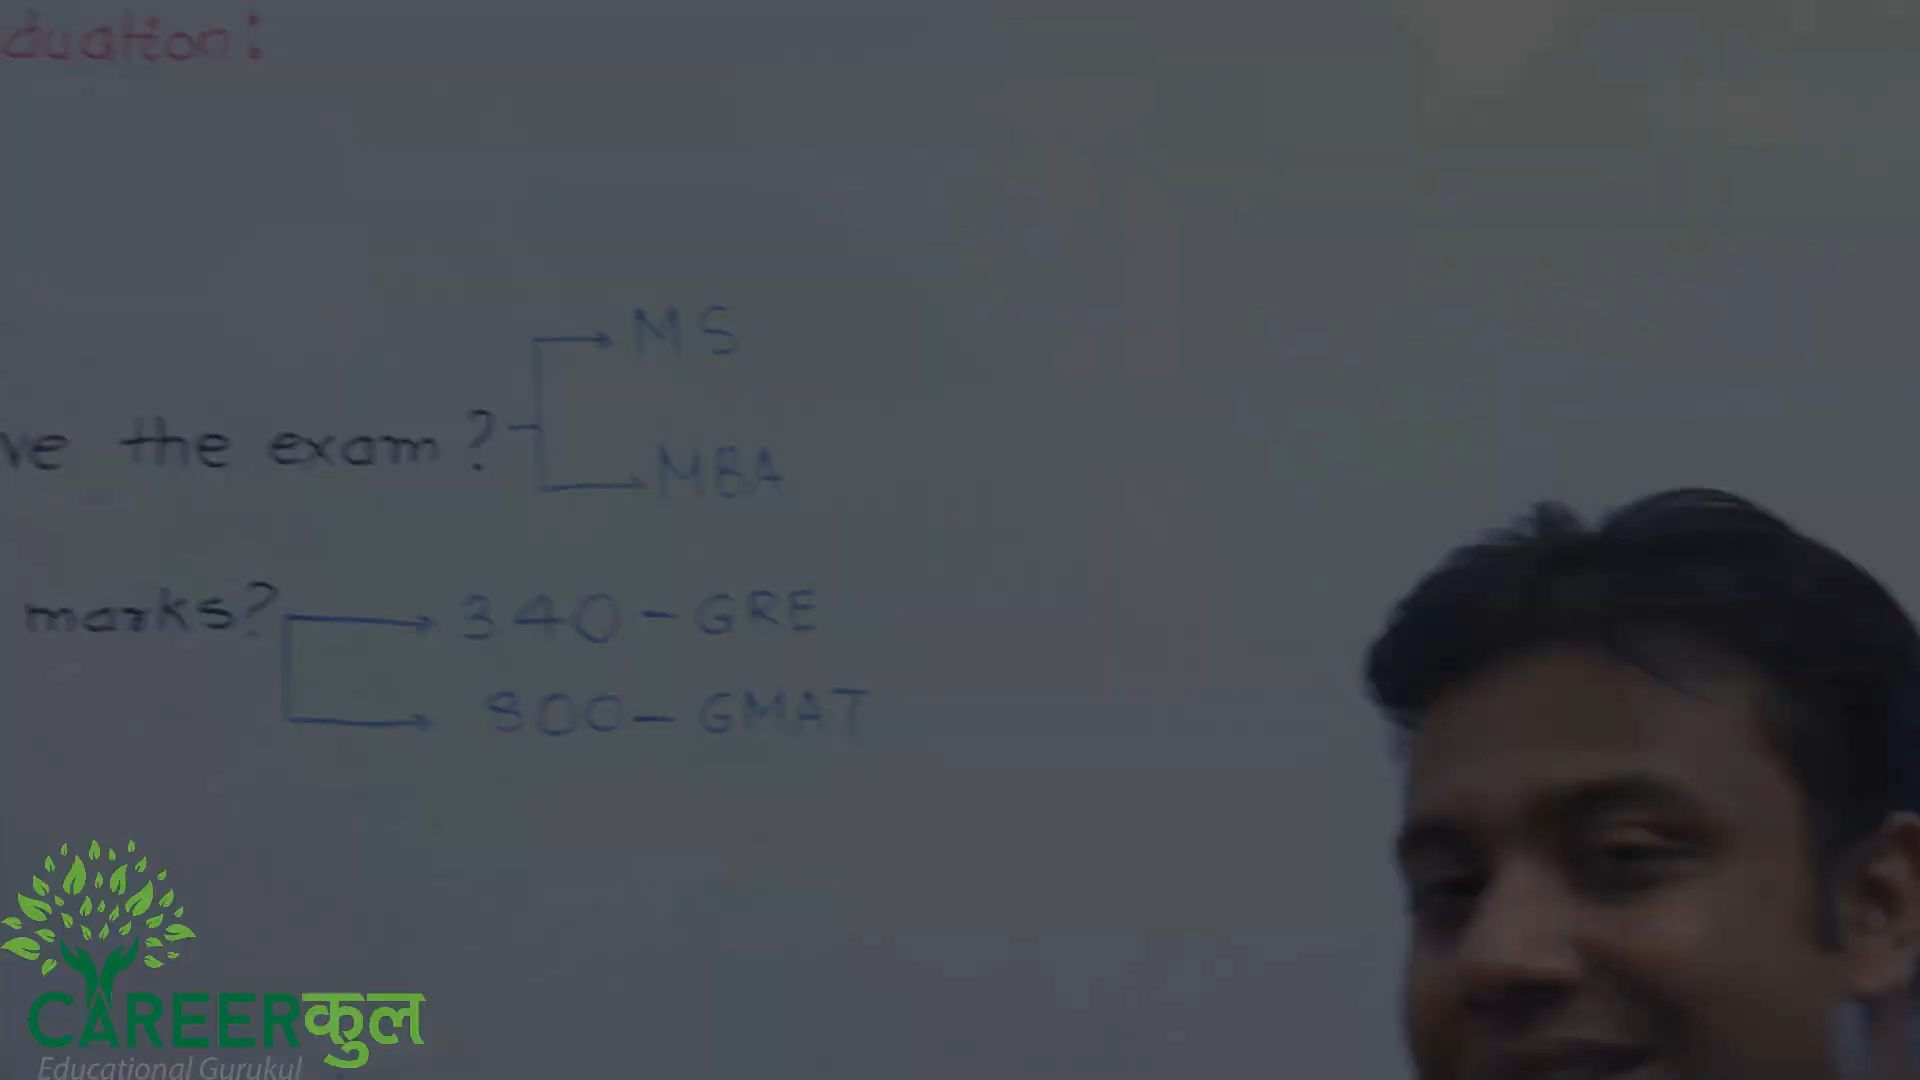 duation:
MS
ve the exam?
MBA
marks? 340-GRE
800- GMAT
CAREERकुल
Educational Gurukul